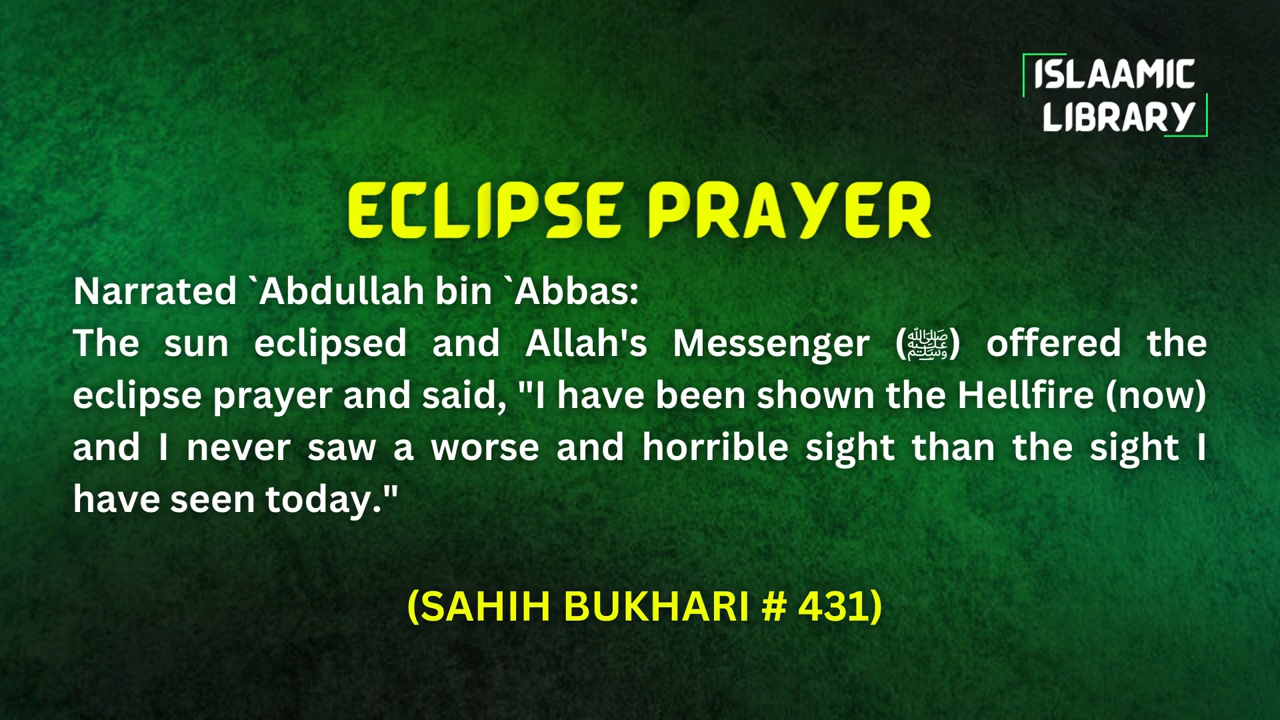 ISLAAMIC
LIBRARY
ECLIPSE PRAYER
Narrated `Abdullah bin `Abbas:
The sun eclipsed and Allah's Messenger (ﷺ) offered the
eclipse prayer and said, "I have been shown the Hellfire (now)
and I never saw a worse and horrible sight than the sight I
have seen today."
(SAHIH BUKHARI # 431)